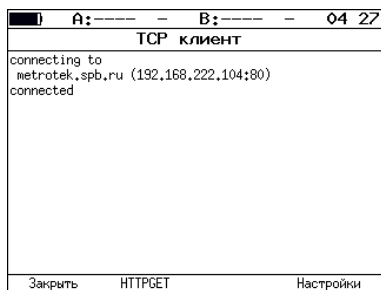 A:---- – B:---- – 04 27
TCP клиент
connecting to
metrotek.spb.ru (192.168.222.104:80)
connected
Закрыть HTTPGET Настройки